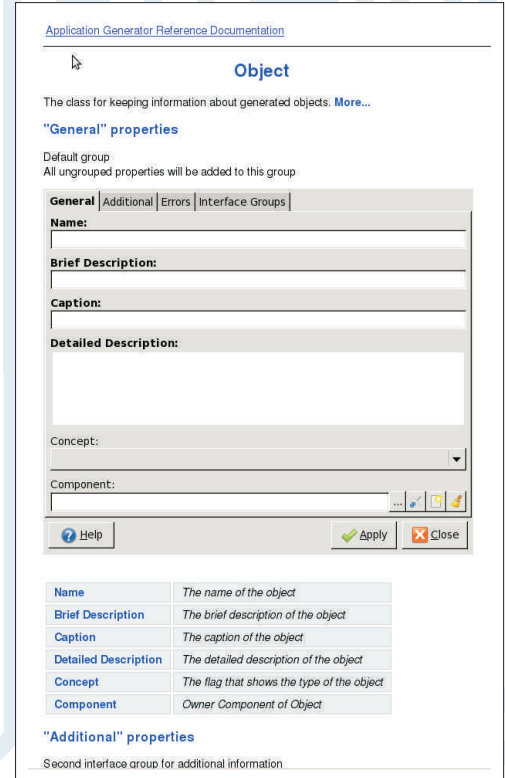 Application Generator Reference Documentation
Object
The class for keeping information about generated objects. More...
"General" properties
Default group
All ungrouped properties will be added to this group
General Additional Errors Interface Groups
Name:
Brief Description:
Caption:
Detailed Description:
Concept:
Component:
...
Help Apply Close
Name The name of the object
Brief Description The brief description of the object
Caption The caption of the object
Detailed Description The detailed description of the object
Concept The flag that shows the type of the object
Component Owner Component of Object
"Additional" properties
Second interface group for additional information